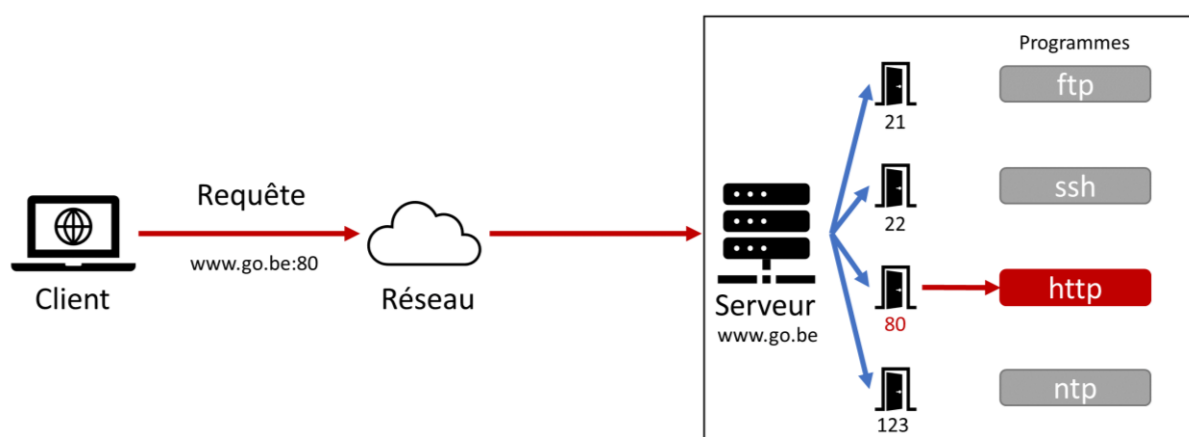 Requête
www.go.be:80
Client
Réseau
Serveur
www.go.be
Programmes
21
ftp
22
ssh
80
http
123
ntp